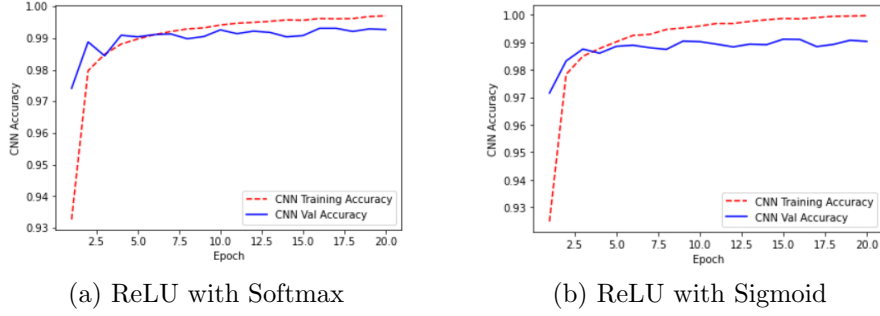 1.00
0.99
0.98
0.97
0.96
0.95
0.94
0.93
CNN Accuracy
CNN Training Accuracy
CNN Val Accuracy
2.5 5.0 7.5 10.0 12.5 15.0 17.5 20.0
Epoch
(a) ReLU with Softmax
1.00
0.99
0.98
0.97
0.96
0.95
0.94
0.93
CNN Accuracy
CNN Training Accuracy
CNN Val Accuracy
2.5 5.0 7.5 10.0 12.5 15.0 17.5 20.0
Epoch
(b) ReLU with Sigmoid